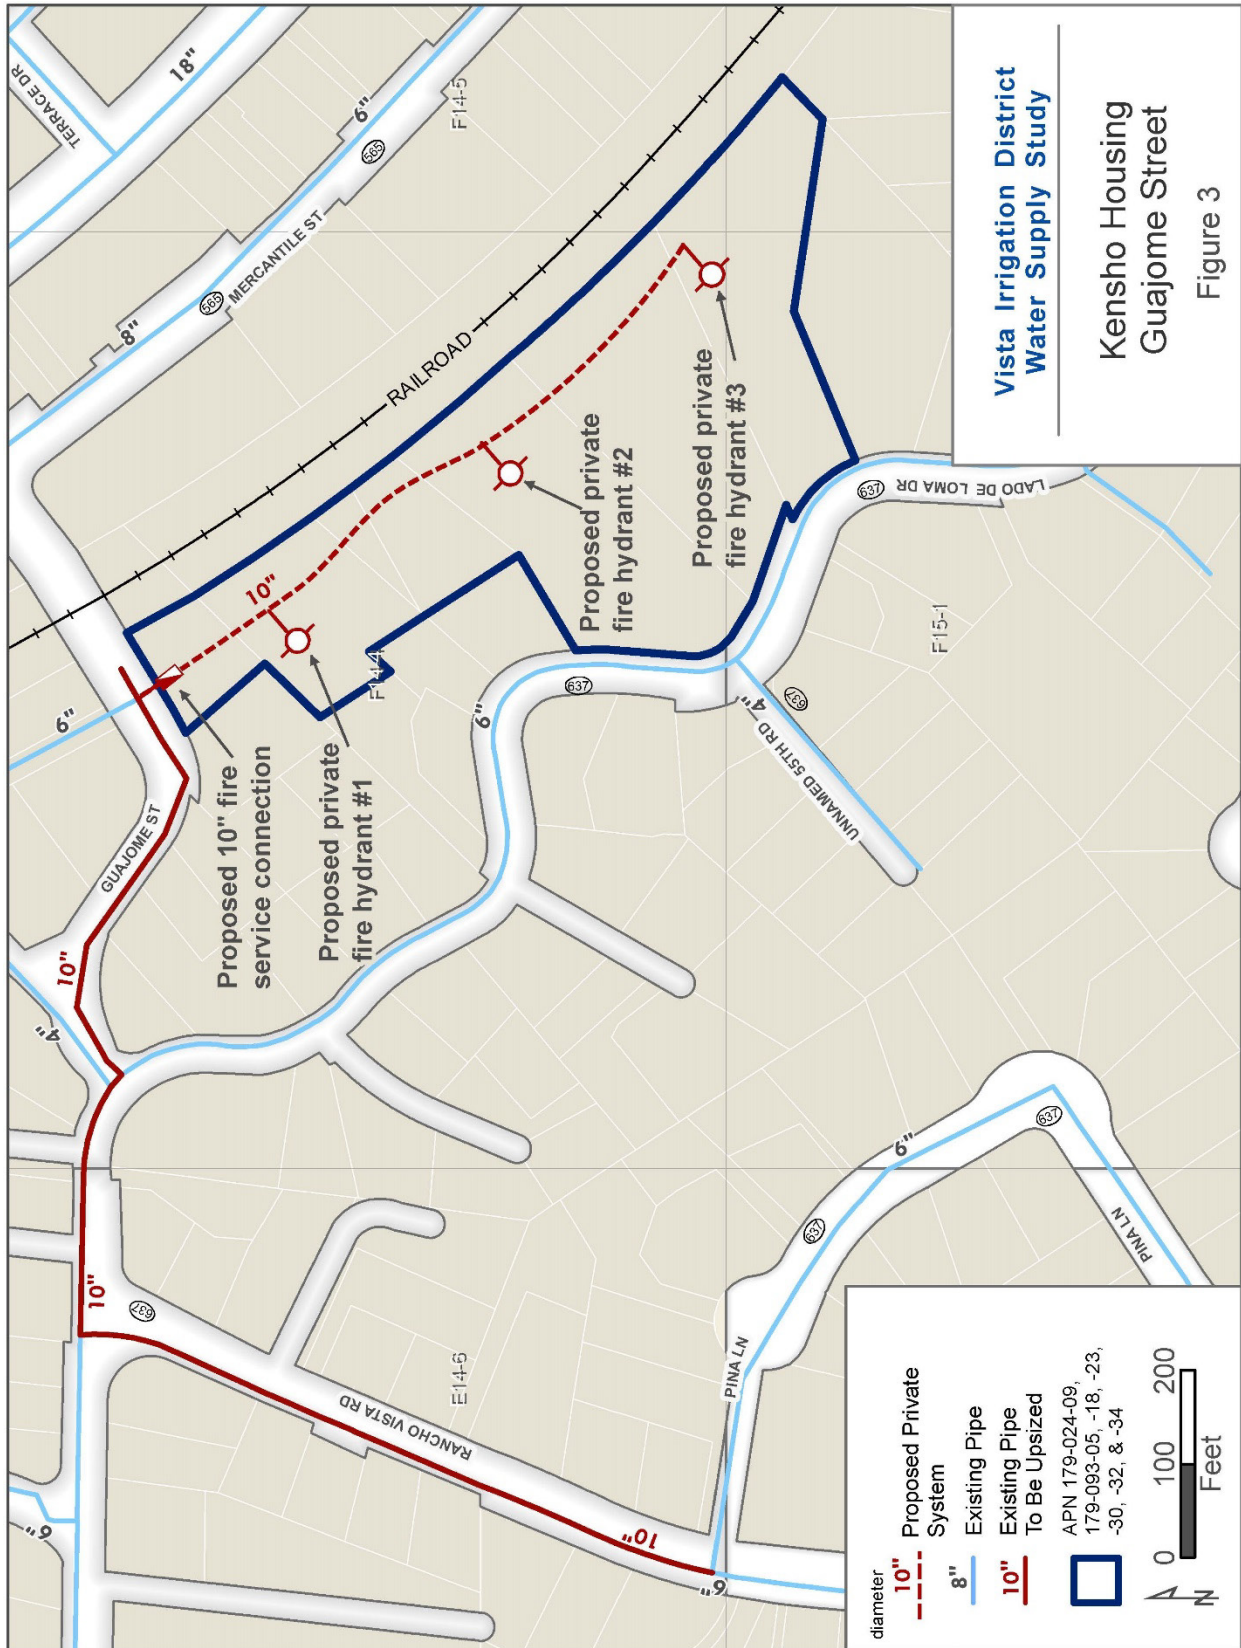 TERRACE DR
18"
6"
565
F14-5
MERCANTILE ST
565
8"
RAILROAD
6"
10"
GUAJOME ST
10"
4"
Proposed 10" fire
service connection
Proposed private
fire hydrant #1
Proposed private
fire hydrant #2
Proposed private
fire hydrant #3
F14-4
6"
637
637
LADO DE LOMA DR
4"
637
UNNAMED 55TH RD
F15-1
10"
637
RANCHO VISTA RD
E14-6
10"
6"
6"
PINA LN
637
6"
637
PINA LN
diameter
10" Proposed Private
System
8" Existing Pipe
10" Existing Pipe
To Be Upsized
APN 179-024-09,
179-093-05, -18, -23,
-30, -32, & -34
N
0 100 200
Feet
Vista Irrigation District
Water Supply Study
Kensho Housing
Guajome Street
Figure 3